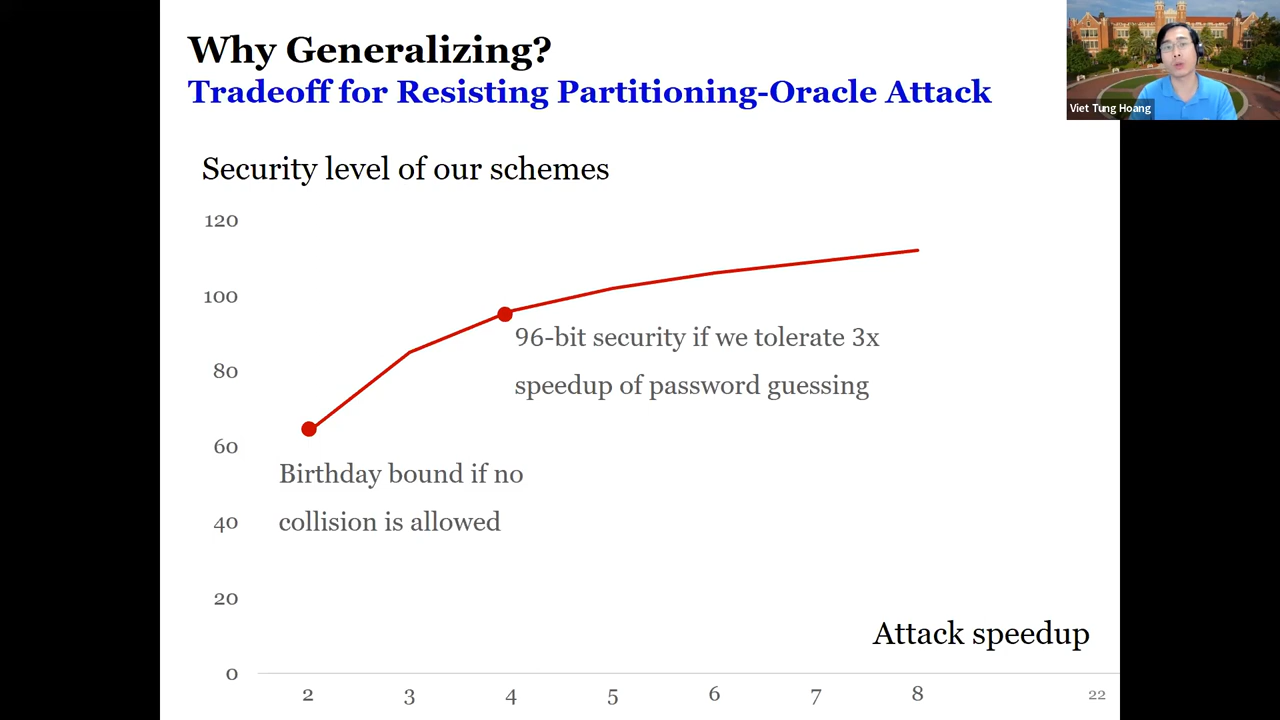 Why Generalizing?
Tradeoff for Resisting Partitioning-Oracle Attack
Viet Tung Hoang
Security level of our schemes
120
100
80
60
40
20
0
96-bit security if we tolerate 3x
speedup of password guessing
Birthday bound if no
collision is allowed
Attack speedup
2 3 4 5 6 7 8
22